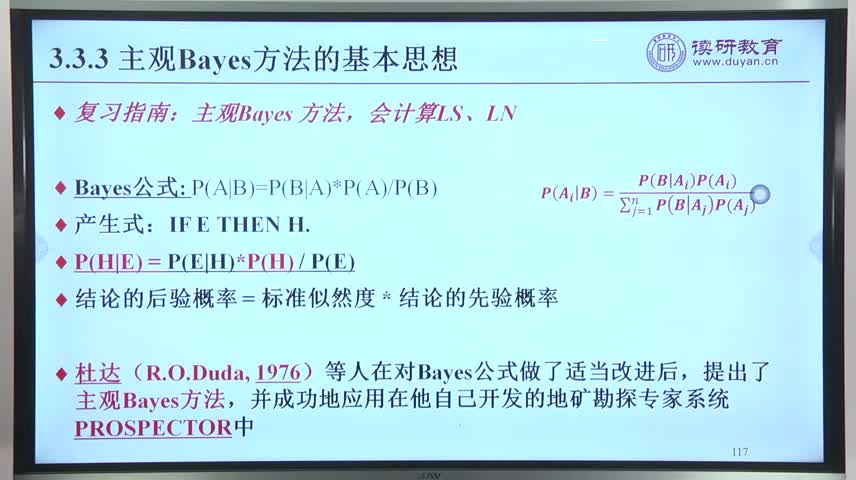 3.3.3 主观Bayes方法的基本思想
读研教育
www.duyan.cn
♦ 复习指南：主观Bayes 方法，会计算LS、LN
♦ Bayes公式: P(A|B)=P(B|A)*P(A)/P(B)
P(A_i|B) = P(B|A_i)P(A_i) / ∑_{j=1}^{n} P(B|A_j)P(A_j)
♦ 产生式：IF E THEN H.
♦ P(H|E) = P(E|H)*P(H) / P(E)
♦ 结论的后验概率 = 标准似然度 * 结论的先验概率
♦ 杜达（R.O.Duda, 1976）等人在对Bayes公式做了适当改进后，提出了
主观Bayes方法，并成功地应用在他自己开发的地矿勘探专家系统
PROSPECTOR中
117